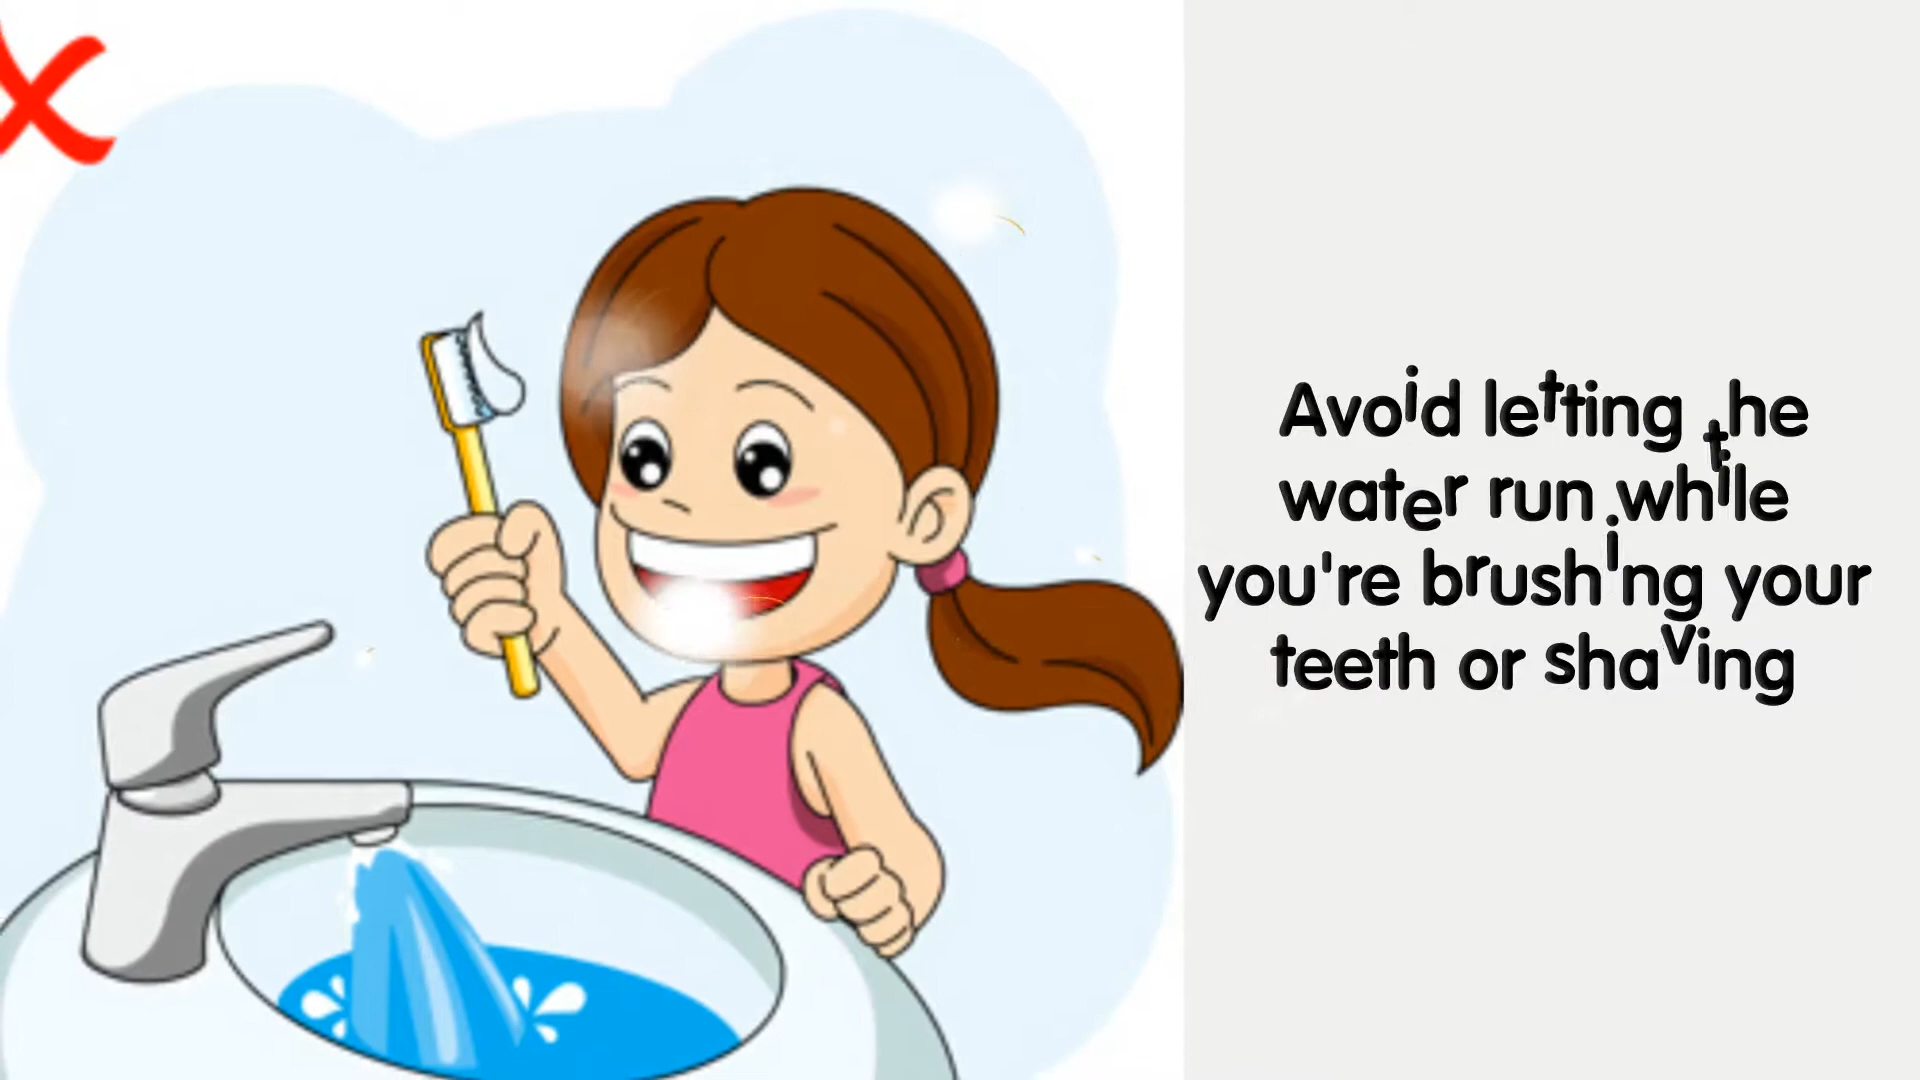 Avoid letting the
water run while
you're brushing your
teeth or shaving